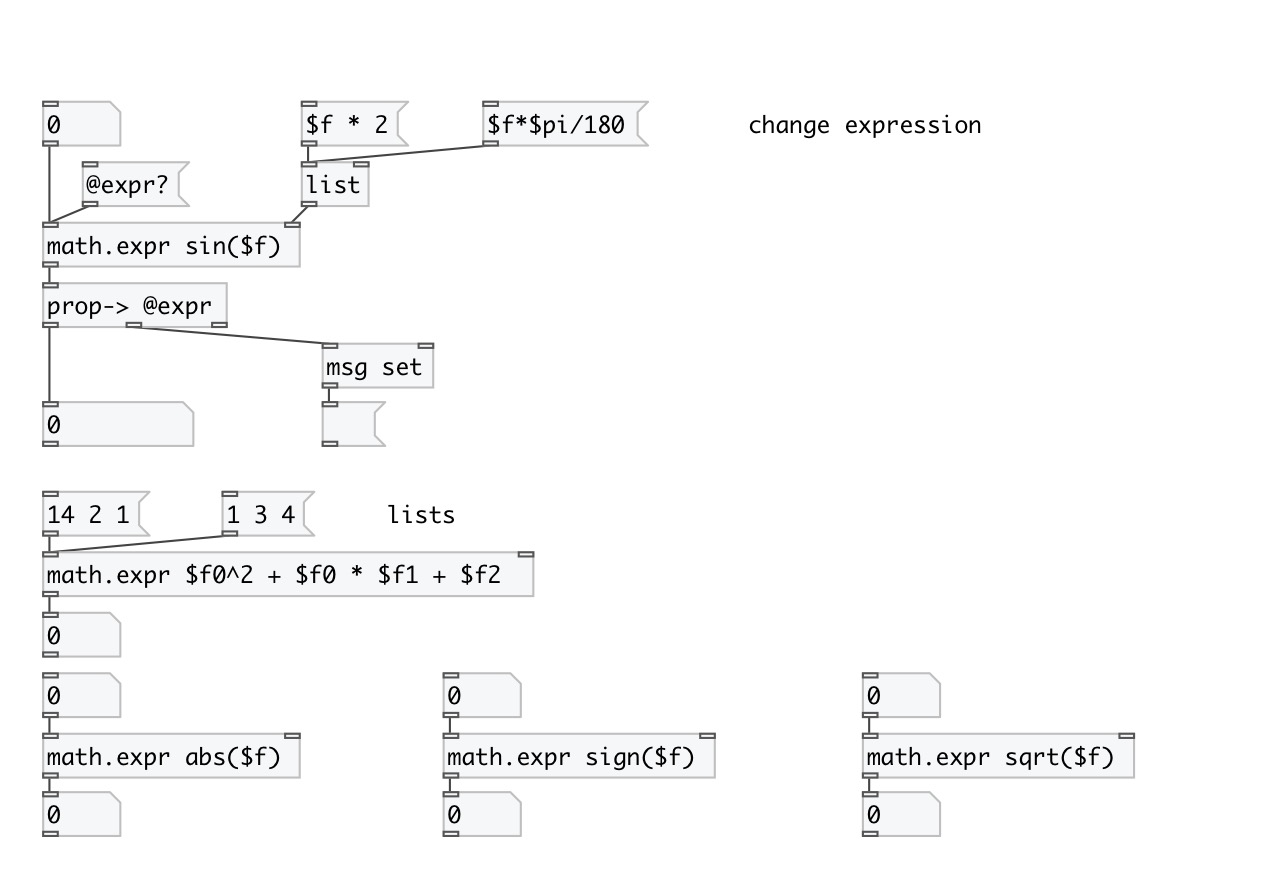 0
$f * 2
$f*$pi/180
change expression
@expr?
list
math.expr sin($f)
prop-> @expr
msg set
0
14 2 1
1 3 4
lists
math.expr $f0^2 + $f0 * $f1 + $f2
0
0
0
0
math.expr abs($f)
math.expr sign($f)
math.expr sqrt($f)
0
0
0